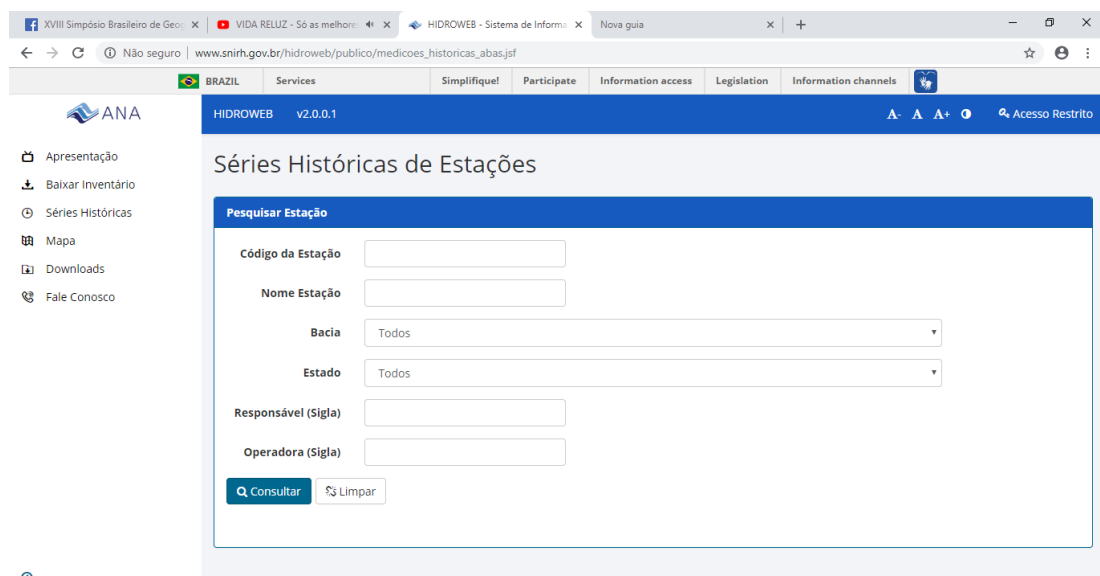 XVIII Simpósio Brasileiro de Geog
VIDA RELUZ - Só as melhores
HIDROWEB - Sistema de Informa
Nova guia
Não seguro | www.snirh.gov.br/hidroweb/publico/medicoes_historicas_abas.jsf
BRAZIL Services Simplifique! Participate Information access Legislation Information channels
ANA
HIDROWEB v2.0.0.1 A- A A+ Acesso Restrito
Apresentação
Baixar Inventário
Séries Históricas
Mapa
Downloads
Fale Conosco
Séries Históricas de Estações
Pesquisar Estação
Código da Estação
Nome Estação
Bacia Todos
Estado Todos
Responsável (Sigla)
Operadora (Sigla)
Consultar Limpar